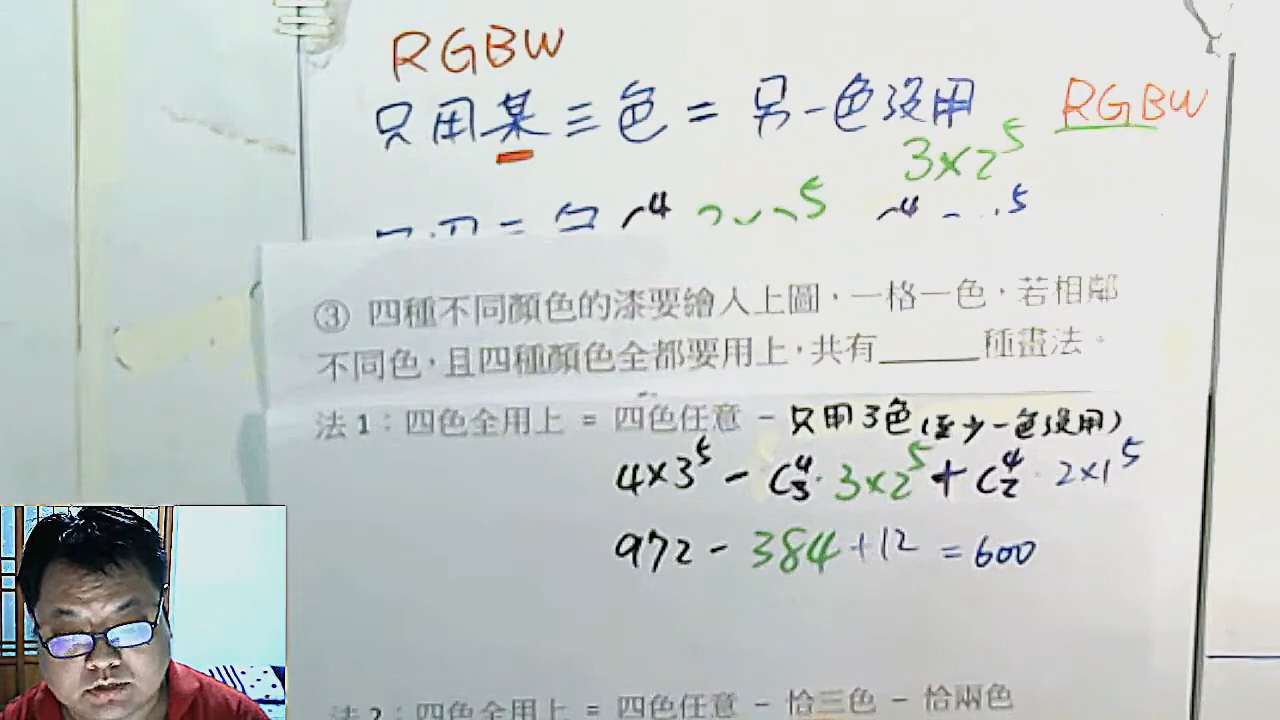 RGBW
只用某三色 = 另一色沒用 RGBW
3×2⁵
③ 四種不同顏色的漆要繪入上圖，一格一色，若相鄰
不同色，且四種顏色全都要用上，共有______種畫法。
法 1：四色全用上 = 四色任意 - 只用3色(至少一色沒用)
4×3⁵ - C⁴₃·3×2⁵ + C⁴₂·2×1⁵
972 - 384 + 12 = 600
法 2：四色全用上 = 四色任意 - 恰三色 - 恰兩色